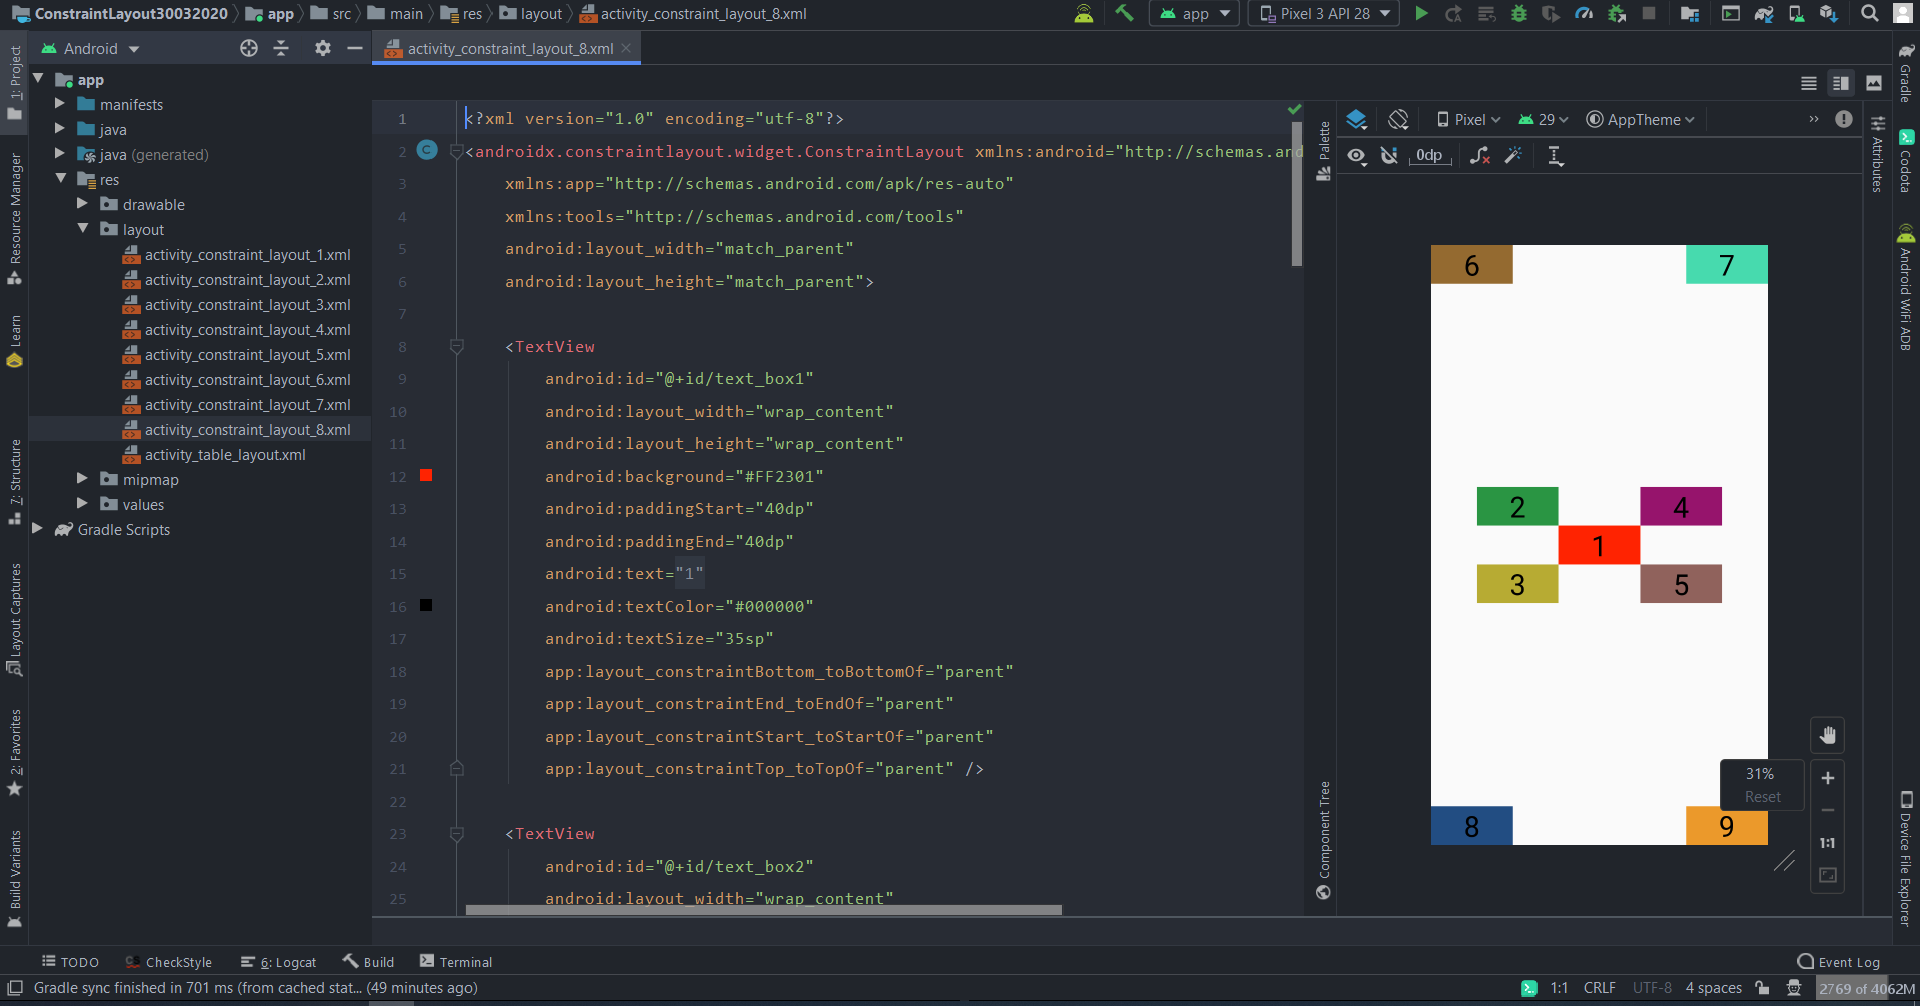 ConstraintLayout30032020 app src main res layout activity_constraint_layout_8.xml app Pixel 3 API 28
1: Project
Resource Manager
Learn
7: Structure
Layout Captures
2: Favorites
Build Variants
Android
app
manifests
java
java (generated)
res
drawable
layout
activity_constraint_layout_1.xml
activity_constraint_layout_2.xml
activity_constraint_layout_3.xml
activity_constraint_layout_4.xml
activity_constraint_layout_5.xml
activity_constraint_layout_6.xml
activity_constraint_layout_7.xml
activity_constraint_layout_8.xml
activity_table_layout.xml
mipmap
values
Gradle Scripts
activity_constraint_layout_8.xml
1 <?xml version="1.0" encoding="utf-8"?>
2 C <androidx.constraintlayout.widget.ConstraintLayout xmlns:android="http://schemas.and
3 xmlns:app="http://schemas.android.com/apk/res-auto"
4 xmlns:tools="http://schemas.android.com/tools"
5 android:layout_width="match_parent"
6 android:layout_height="match_parent">
7
8 <TextView
9 android:id="@+id/text_box1"
10 android:layout_width="wrap_content"
11 android:layout_height="wrap_content"
12 android:background="#FF2301"
13 android:paddingStart="40dp"
14 android:paddingEnd="40dp"
15 android:text="1"
16 android:textColor="#000000"
17 android:textSize="35sp"
18 app:layout_constraintBottom_toBottomOf="parent"
19 app:layout_constraintEnd_toEndOf="parent"
20 app:layout_constraintStart_toStartOf="parent"
21 app:layout_constraintTop_toTopOf="parent" />
22
23 <TextView
24 android:id="@+id/text_box2"
25 android:layout_width="wrap_content"
Palette
Component Tree
Pixel 29 AppTheme
0dp
6 7
2 4
1
3 5
8 9
31%
Reset
1:1
Attributes
Gradle
Codota
Android WiFi ADB
Device File Explorer
TODO CheckStyle 6: Logcat Build Terminal Event Log
Gradle sync finished in 701 ms (from cached stat... (49 minutes ago) 1:1 CRLF UTF-8 4 spaces 2769 of 4062M